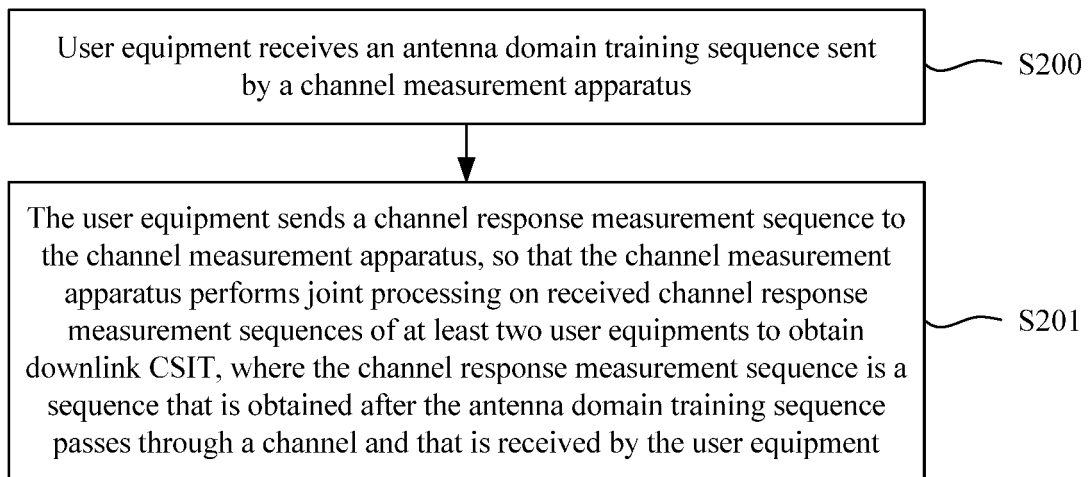 User equipment receives an antenna domain training sequence sent
by a channel measurement apparatus
S200
The user equipment sends a channel response measurement sequence to
the channel measurement apparatus, so that the channel measurement
apparatus performs joint processing on received channel response
measurement sequences of at least two user equipments to obtain
downlink CSIT, where the channel response measurement sequence is a
sequence that is obtained after the antenna domain training sequence
passes through a channel and that is received by the user equipment
S201